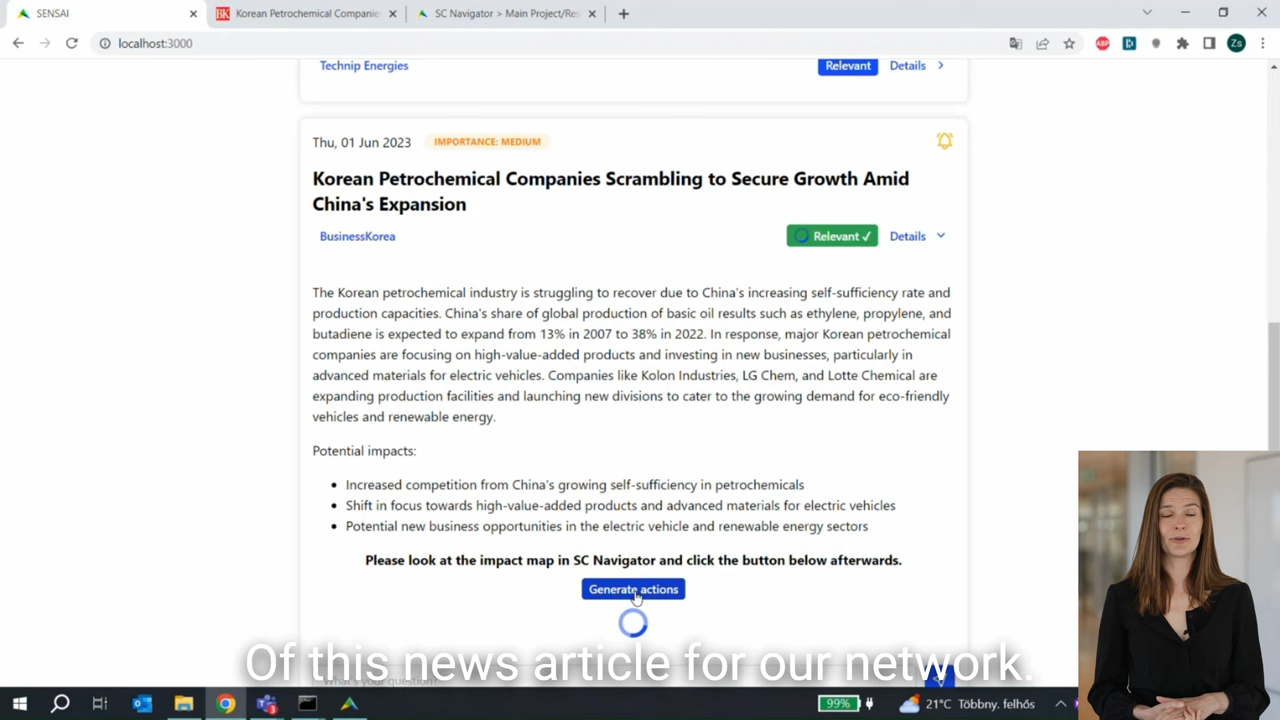 SENSAI
Korean Petrochemical Companie
SC Navigator > Main Project/Res
localhost:3000
ABP
Zs
Technip Energies
Relevant
Details
Thu, 01 Jun 2023
IMPORTANCE: MEDIUM
Korean Petrochemical Companies Scrambling to Secure Growth Amid
China's Expansion
BusinessKorea
Relevant ✓
Details
The Korean petrochemical industry is struggling to recover due to China's increasing self-sufficiency rate and
production capacities. China's share of global production of basic oil results such as ethylene, propylene, and
butadiene is expected to expand from 13% in 2007 to 38% in 2022. In response, major Korean petrochemical
companies are focusing on high-value-added products and investing in new businesses, particularly in
advanced materials for electric vehicles. Companies like Kolon Industries, LG Chem, and Lotte Chemical are
expanding production facilities and launching new divisions to cater to the growing demand for eco-friendly
vehicles and renewable energy.
Potential impacts:
• Increased competition from China's growing self-sufficiency in petrochemicals
• Shift in focus towards high-value-added products and advanced materials for electric vehicles
• Potential new business opportunities in the electric vehicle and renewable energy sectors
Please look at the impact map in SC Navigator and click the button below afterwards.
Generate actions
Of this news article for our network.
What's your question?
99%
21°C Többny. felhős